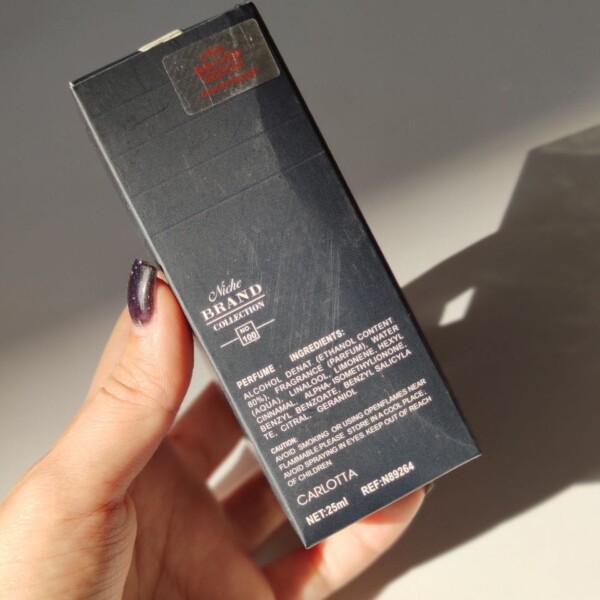 Niche
BRAND
COLLECTION
NO
100
PERFUME INGREDIENTS:
ALCOHOL DENAT (ETHANOL CONTENT
80%), FRAGRANCE (PARFUM), WATER
(AQUA), LINALOOL, LIMONENE, HEXYL
CINNAMAL, ALPHA-ISOMETHYLIONONE,
BENZYL BENZOATE, BENZYL SALICYLA
TE, CITRAL, GERANIOL
CAUTION:
AVOID SMOKING OR USING OPENFLAMES NEAR
FLAMMABLE.PLEASE STORE IN A COOL PLACE.
AVOID SPRAYING IN EYES. KEEP OUT OF REACH
OF CHILDREN.
CARLOTTA
NET:25ml REF:N89264